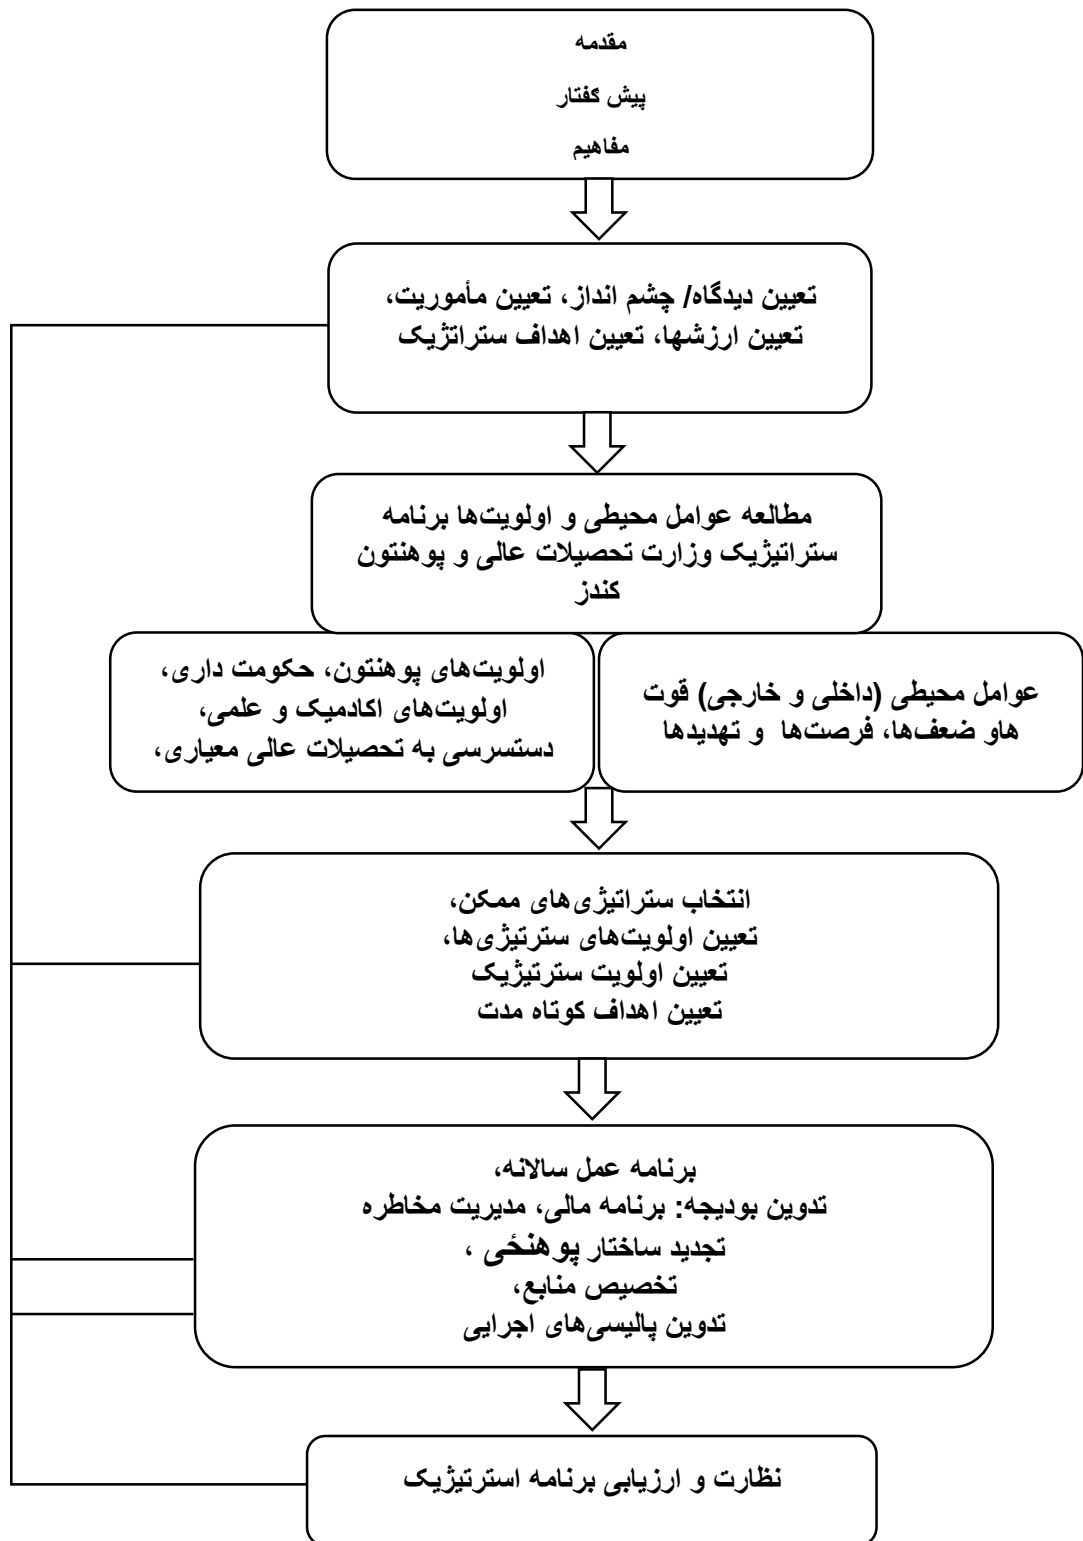 مقدمه
پیش گفتار
مفاهیم
تعیین دیدگاه/ چشم انداز، تعیین مأموریت،
تعیین ارزشها، تعیین اهداف ستراتژیک
مطالعه عوامل محیطی و اولویت‌ها برنامه
ستراتیژیک وزارت تحصیلات عالی و پوهنتون
کندز
عوامل محیطی (داخلی و خارجی) قوت
هاو ضعف‌ها، فرصت‌ها و تهدیدها
اولویت‌های پوهنتون، حکومت داری،
اولویت‌های اکادمیک و علمی،
دستسرسی به تحصیلات عالی معیاری،
انتخاب ستراتیژی‌های ممکن،
تعیین اولویت‌های سترتیژی‌ها،
تعیین اولویت سترتیژیک
تعیین اهداف کوتاه مدت
برنامه عمل سالانه،
تدوین بودیجه: برنامه مالی، مدیریت مخاطره
تجدید ساختار پوهنځی ،
تخصیص منابع،
تدوین پالیسی‌های اجرایی
نظارت و ارزیابی برنامه استرتیژیک